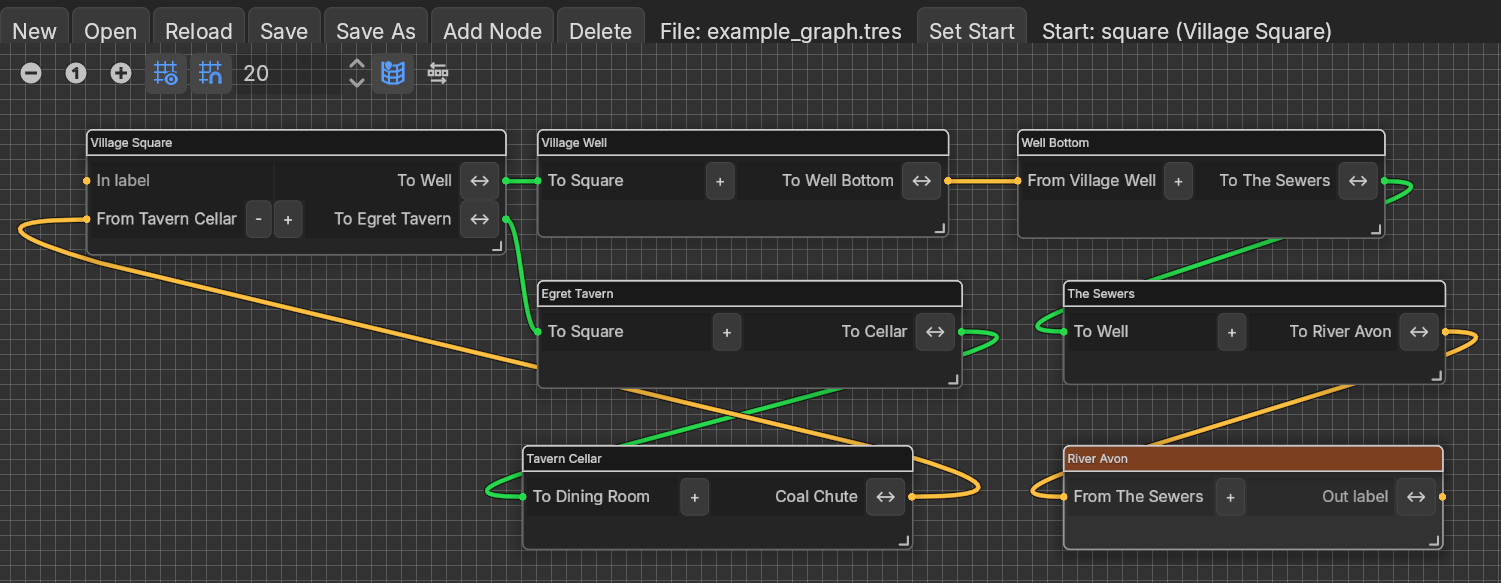 New Open Reload Save Save As Add Node Delete File: example_graph.tres Set Start Start: square (Village Square)
1 20
Village Square Village Well Well Bottom
In label To Well ↔ To Square + To Well Bottom ↔ From Village Well + To The Sewers ↔
From Tavern Cellar - + To Egret Tavern ↔
Egret Tavern The Sewers
To Square + To Cellar ↔ To Well + To River Avon ↔
Tavern Cellar River Avon
To Dining Room + Coal Chute ↔ From The Sewers + Out label ↔